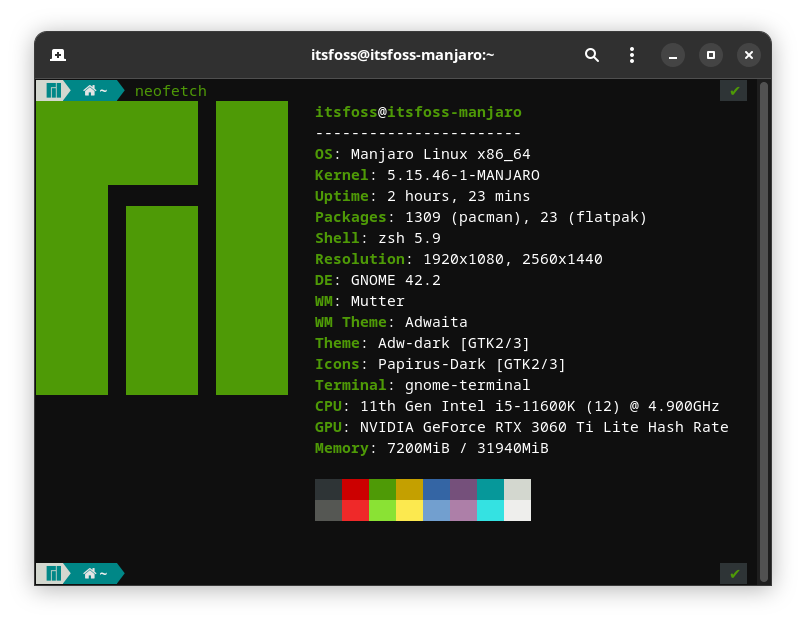 itsfoss@itsfoss-manjaro:~
~ neofetch ✔
itsfoss@itsfoss-manjaro
-----------------------
OS: Manjaro Linux x86_64
Kernel: 5.15.46-1-MANJARO
Uptime: 2 hours, 23 mins
Packages: 1309 (pacman), 23 (flatpak)
Shell: zsh 5.9
Resolution: 1920x1080, 2560x1440
DE: GNOME 42.2
WM: Mutter
WM Theme: Adwaita
Theme: Adw-dark [GTK2/3]
Icons: Papirus-Dark [GTK2/3]
Terminal: gnome-terminal
CPU: 11th Gen Intel i5-11600K (12) @ 4.900GHz
GPU: NVIDIA GeForce RTX 3060 Ti Lite Hash Rate
Memory: 7200MiB / 31940MiB
~ ✔